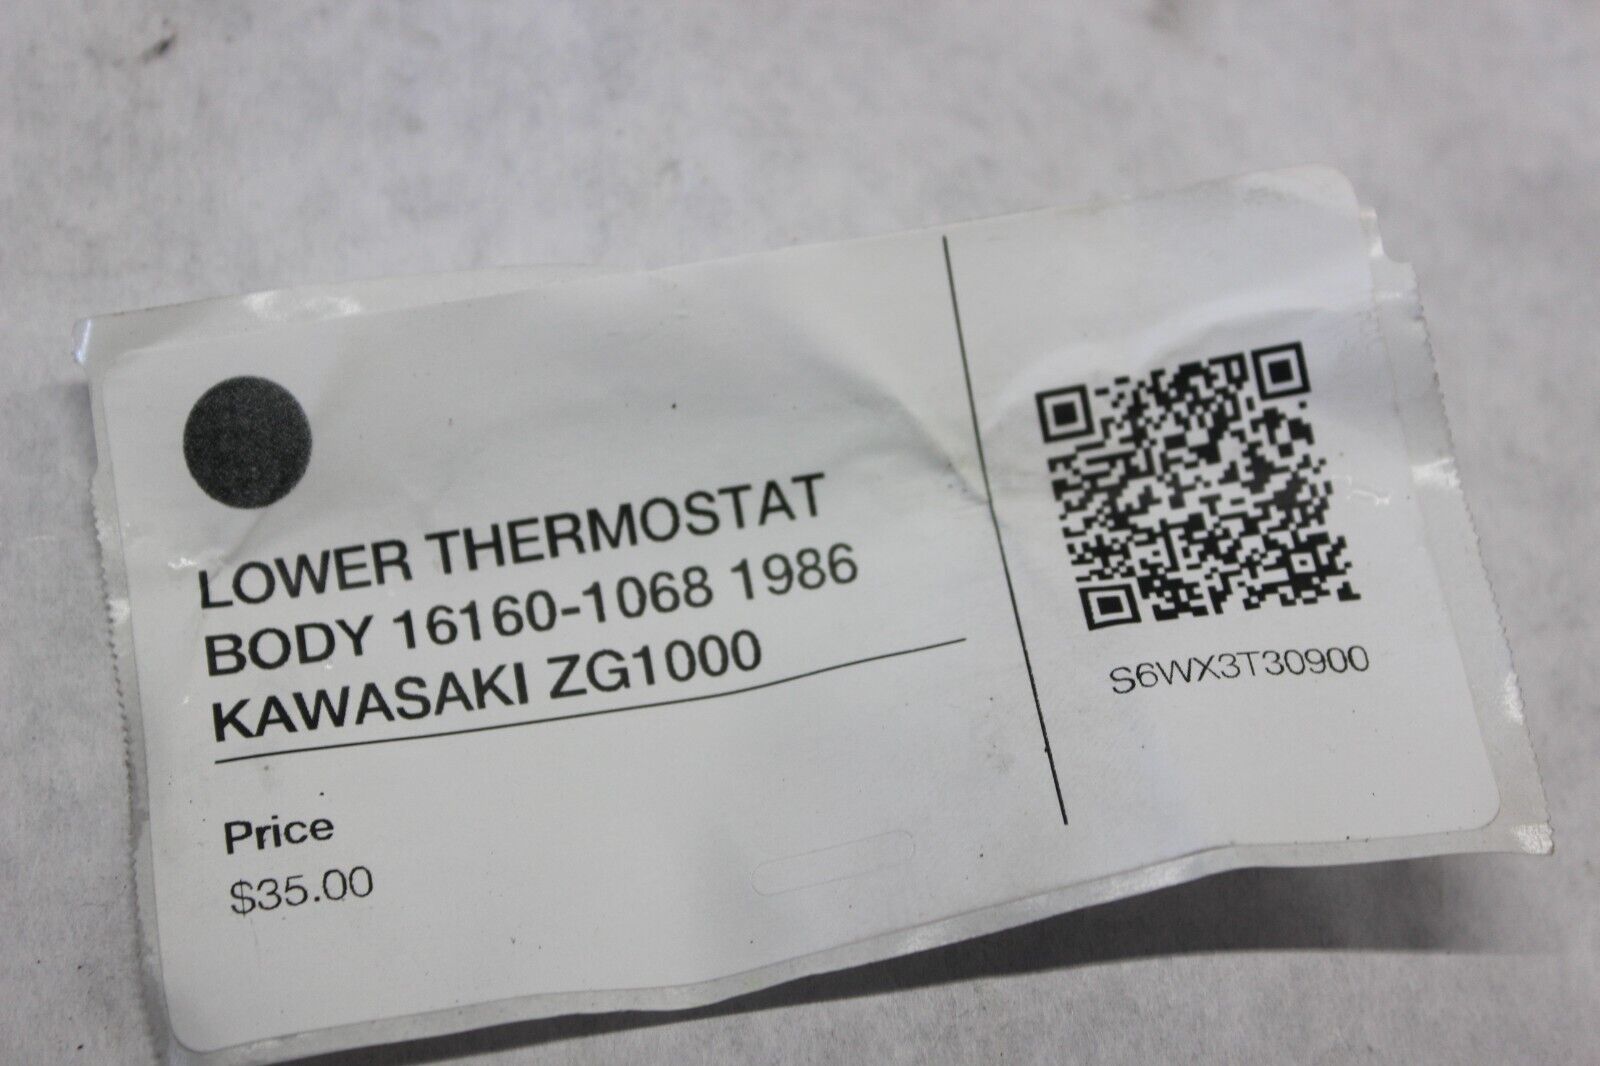 LOWER THERMOSTAT
BODY 16160-1068 1986
KAWASAKI ZG1000
Price
$35.00
S6WX3T30900